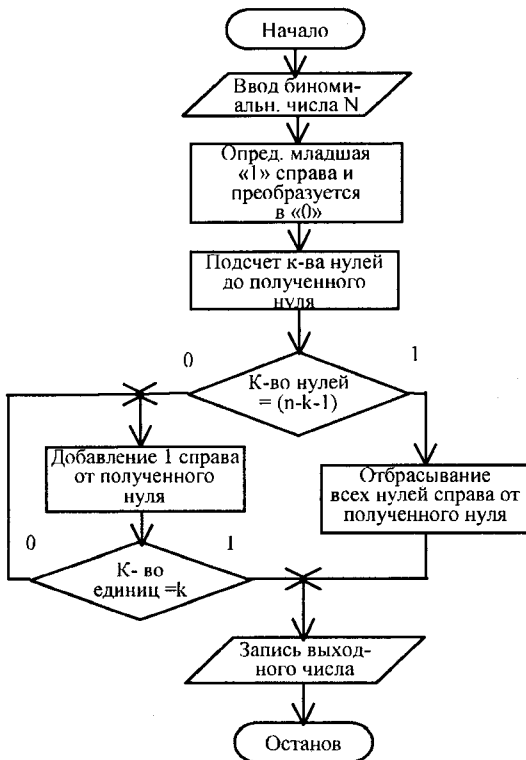 Начало
Ввод биноми-
альн. числа N
Опред. младшая
«1» справа и
преобразуется
в «0»
Подсчет к-ва нулей
до полученного
нуля
0
1
К-во нулей
= (n-k-1)
Добавление 1 справа
от полученного
нуля
Отбрасывание
всех нулей справа от
полученного нуля
0
1
К- во
единиц =k
Запись выход-
ного числа
Останов